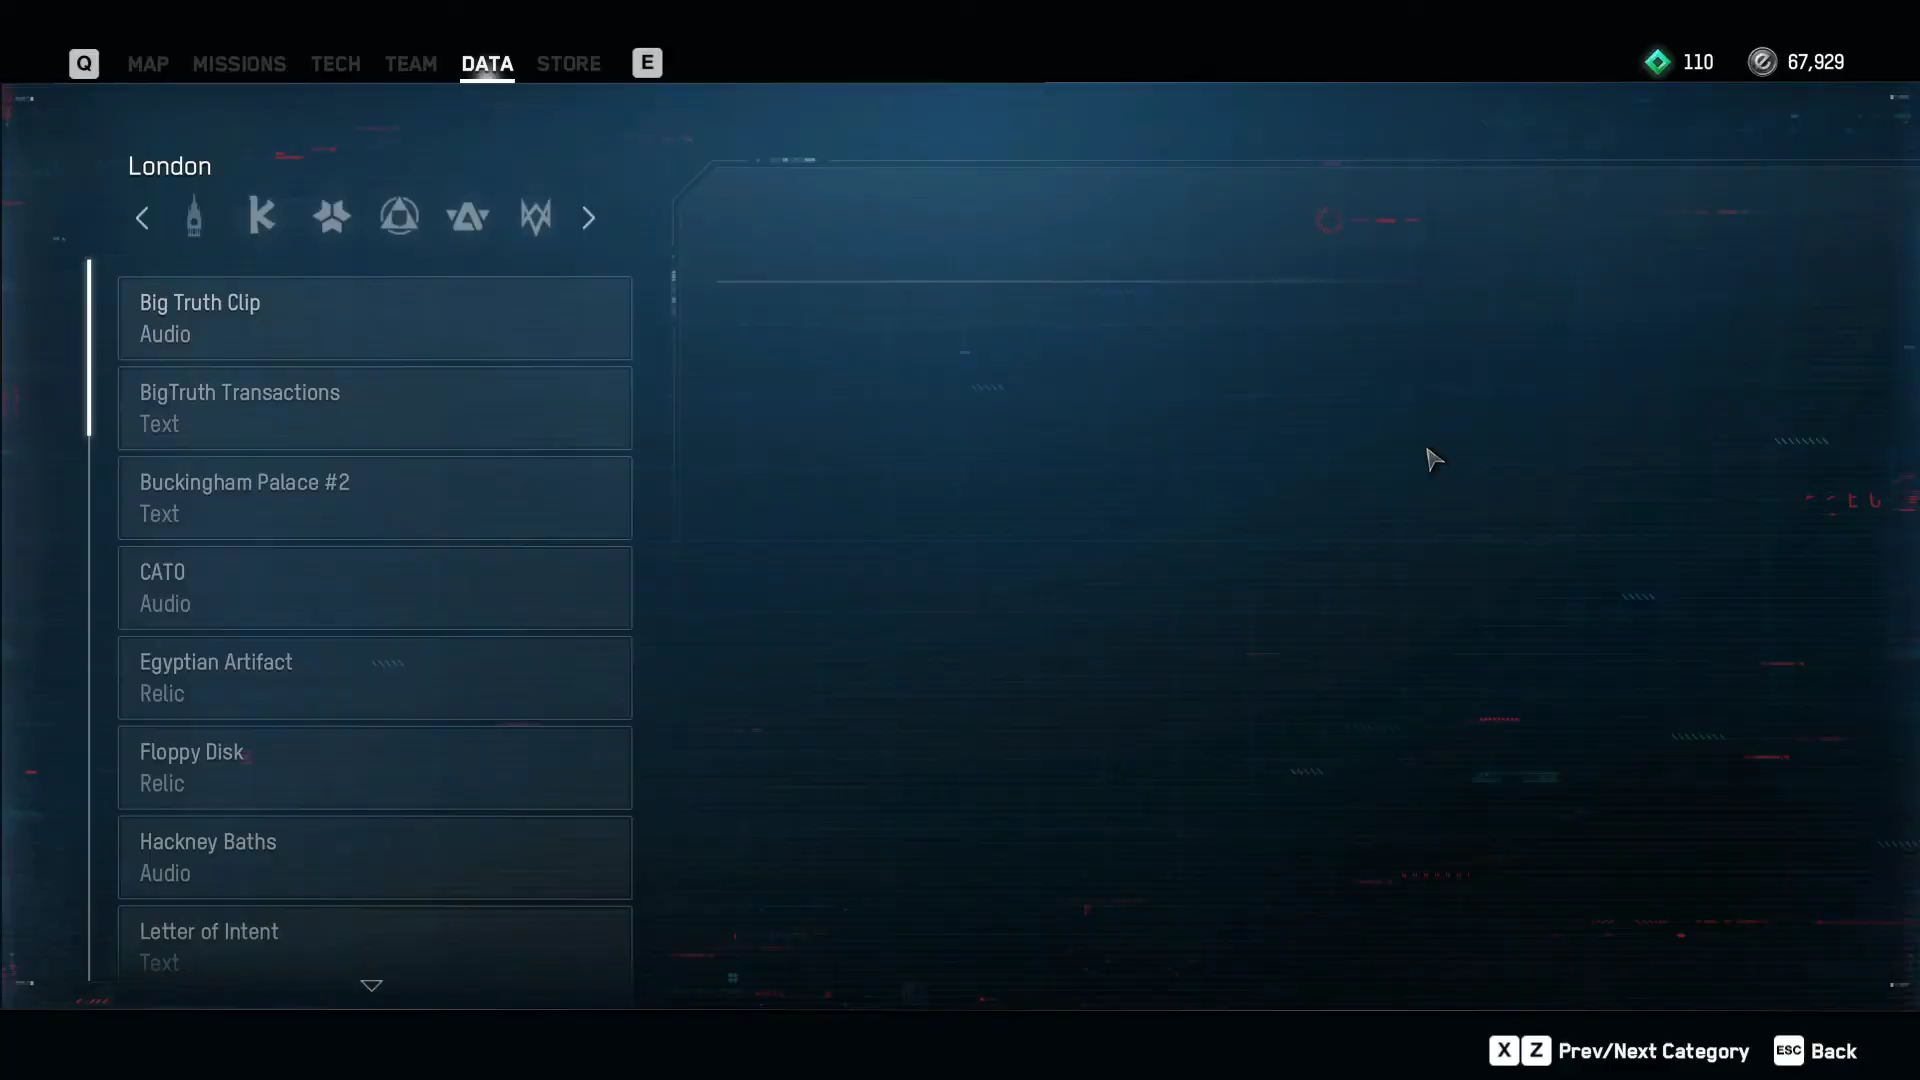 Q MAP MISSIONS TECH TEAM DATA STORE E
110 67,929
London
Big Truth Clip
Audio
BigTruth Transactions
Text
Buckingham Palace #2
Text
CATO
Audio
Egyptian Artifact
Relic
Floppy Disk
Relic
Hackney Baths
Audio
Letter of Intent
Text
X Z Prev/Next Category ESC Back